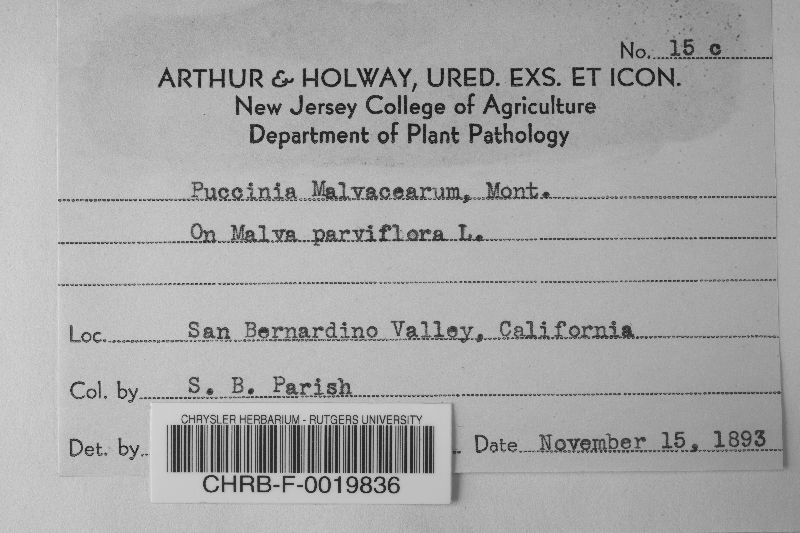 No. 15 c
ARTHUR & HOLWAY, URED. EXS. ET ICON.
New Jersey College of Agriculture
Department of Plant Pathology
Puccinia Malvacearum, Mont.
On Malva parviflora L.
Loc. San Bernardino Valley, California
Col. by S. B. Parish
Det. by Date November 15, 1893
CHRYSLER HERBARIUM - RUTGERS UNIVERSITY
CHRB-F-0019836